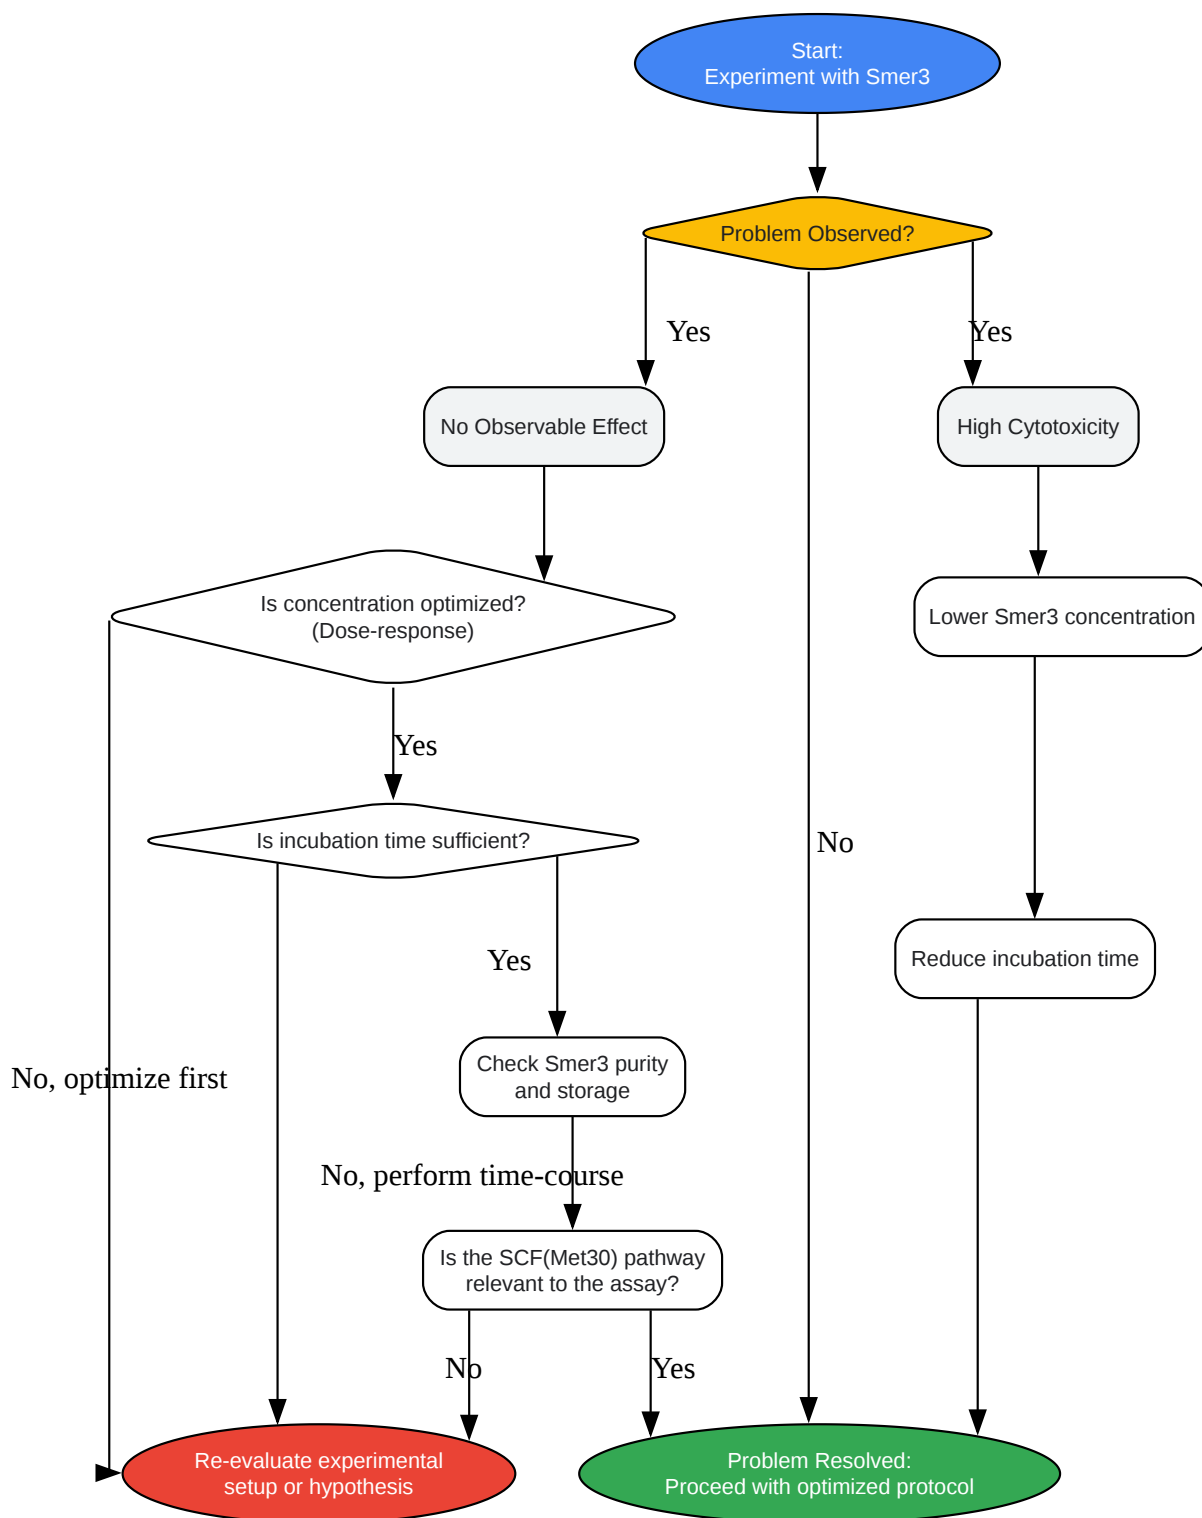 Start:
Experiment with Smer3
Problem Observed?
Yes
Yes
No Observable Effect
High Cytotoxicity
Is concentration optimized?
(Dose-response)
Lower Smer3 concentration
Yes
Is incubation time sufficient?
No
Yes
Reduce incubation time
Check Smer3 purity
and storage
No, optimize first
No, perform time-course
Is the SCF(Met30) pathway
relevant to the assay?
No
Yes
Re-evaluate experimental
setup or hypothesis
Problem Resolved:
Proceed with optimized protocol